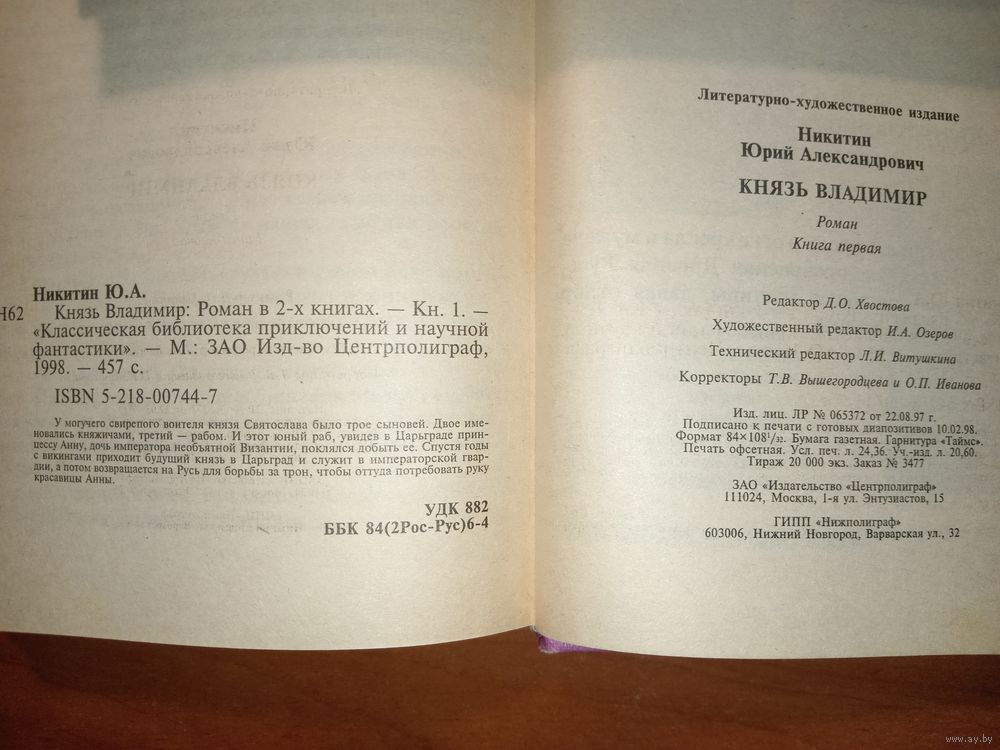 Никитин Ю.А.
Н62 Князь Владимир: Роман в 2-х книгах. — Кн. 1. —
«Классическая библиотека приключений и научной
фантастики». — М.: ЗАО Изд-во Центрполиграф,
1998. — 457 с.
ISBN 5-218-00744-7
У могучего свирепого воителя князя Святослава было трое сыновей. Двое име-
новались княжичами, третий — рабом. И этот юный раб, увидев в Царьграде прин-
цессу Анну, дочь императора необъятной Византии, поклялся добыть ее. Спустя годы
с викингами приходит будущий князь в Царьград и служит в императорской гвар-
дии, а потом возвращается на Русь для борьбы за трон, чтобы оттуда потребовать руку
красавицы Анны.
УДК 882
ББК 84(2Рос-Рус)6-4
Литературно-художественное издание
Никитин
Юрий Александрович
КНЯЗЬ ВЛАДИМИР
Роман
Книга первая
Редактор Д.О. Хвостова
Художественный редактор И.А. Озеров
Технический редактор Л.И. Витушкина
Корректоры Т.В. Вышегородцева и О.П. Иванова
Изд. лиц. ЛР № 065372 от 22.08.97 г.
Подписано к печати с готовых диапозитивов 10.02.98.
Формат 84×108¹/₃₂. Бумага газетная. Гарнитура «Таймс».
Печать офсетная. Усл. печ. л. 24,36. Уч.-изд. л. 20,60.
Тираж 20 000 экз. Заказ № 3477
ЗАО «Издательство «Центрполиграф»
111024, Москва, 1-я ул. Энтузиастов, 15
ГИПП «Нижполиграф»
603006, Нижний Новгород, Варварская ул., 32
www.ay.by